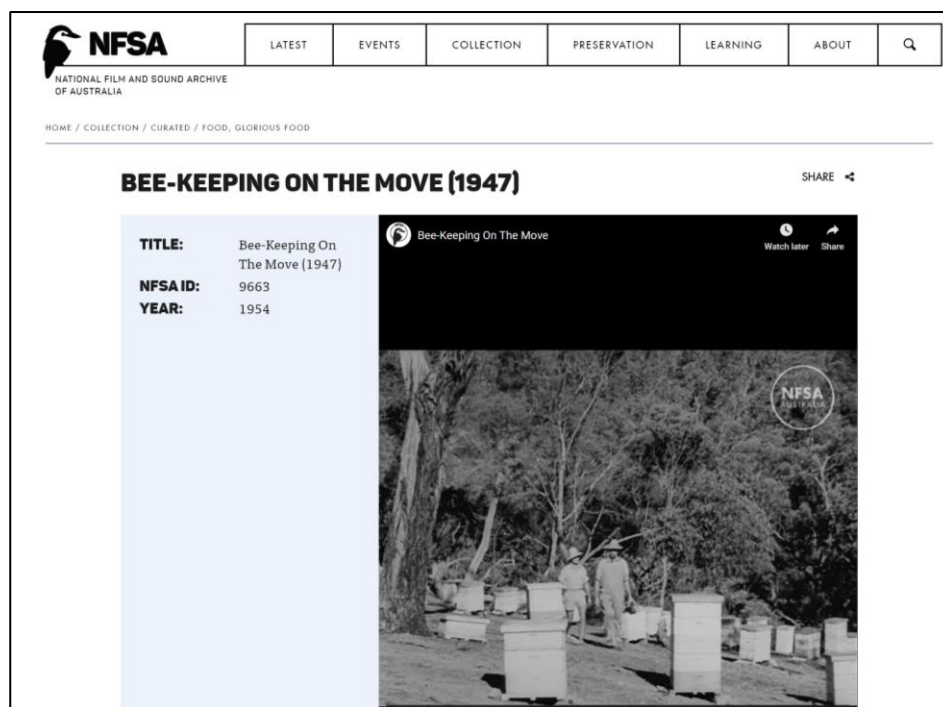 NFSA
NATIONAL FILM AND SOUND ARCHIVE
OF AUSTRALIA
LATEST
EVENTS
COLLECTION
PRESERVATION
LEARNING
ABOUT
HOME / COLLECTION / CURATED / FOOD, GLORIOUS FOOD
BEE-KEEPING ON THE MOVE (1947)
SHARE
TITLE: Bee-Keeping On
The Move (1947)
NFSA ID: 9663
YEAR: 1954
Bee-Keeping On The Move
Watch later
Share
NFSA
AUSTRALIA